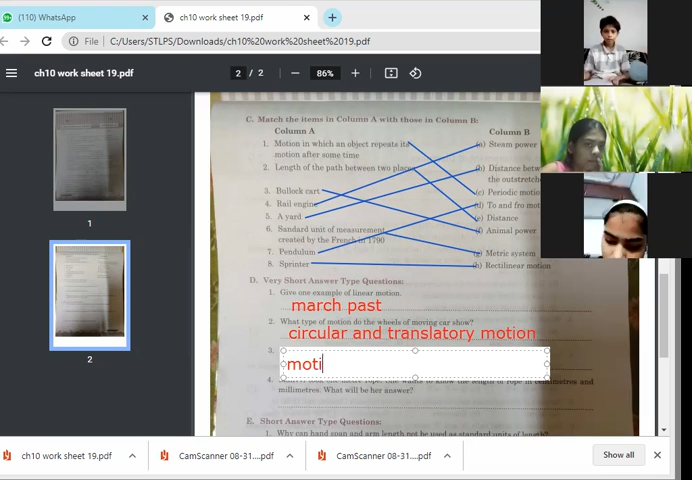 (110) WhatsApp
ch10 work sheet 19.pdf
File
C:/Users/STLPS/Downloads/ch10%20work%20sheet%2019.pdf
ch10 work sheet 19.pdf
2 / 2
86%
1
2
C. Match the items in Column A with those in Column B:
Column A
Column B
1. Motion in which an object repeats its
motion after some time
(a) Steam power
2. Length of the path between two place
(b) Distance betw
the outstretch
3. Bullock cart
(c) Periodic motio
4. Rail engine
(d) To and fro mot
5. A yard
(e) Distance
6. Sandard unit of measurement
created by the French in 1790
(f) Animal power
7. Pendulum
(g) Metric system
8. Sprinter
(h) Rectilinear motion
D. Very Short Answer Type Questions:
1. Give one example of linear motion.
march past
2. What type of motion do the wheels of moving car show?
circular and translatory motion
3.
moti
4.
millimetres. What will be her answer?
E. Short Answer Type Questions:
1. Why can hand span and arm length not be used as standard units of length?
ch10 work sheet 19.pdf
CamScanner 08-31....pdf
CamScanner 08-31....pdf
Show all